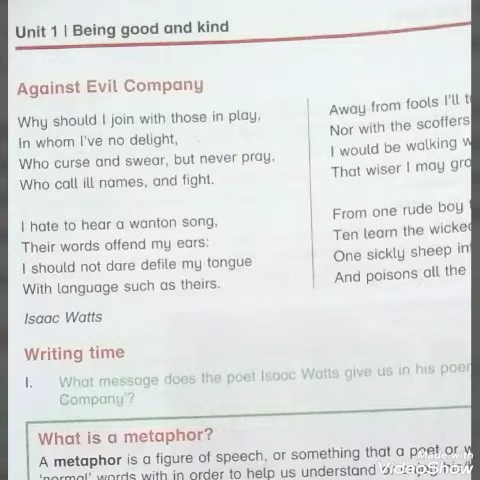 Unit 1 | Being good and kind
Against Evil Company
Why should I join with those in play,
In whom I've no delight,
Who curse and swear, but never pray,
Who call ill names, and fight.
I hate to hear a wanton song,
Their words offend my ears:
I should not dare defile my tongue
With language such as theirs.
Isaac Watts
Away from fools I'll
Nor with the scoffers
I would be walking
That wiser I may
From one rude boy
Ten learn the
One sickly sheep
And poisons all the
Writing time
1. What message does the poet Isaac Watts give us in his
Company'?
What is a metaphor?
A metaphor is a figure of speech, or something that a poet or
'normal' words with in order to help us understand
Made with
VideoShow